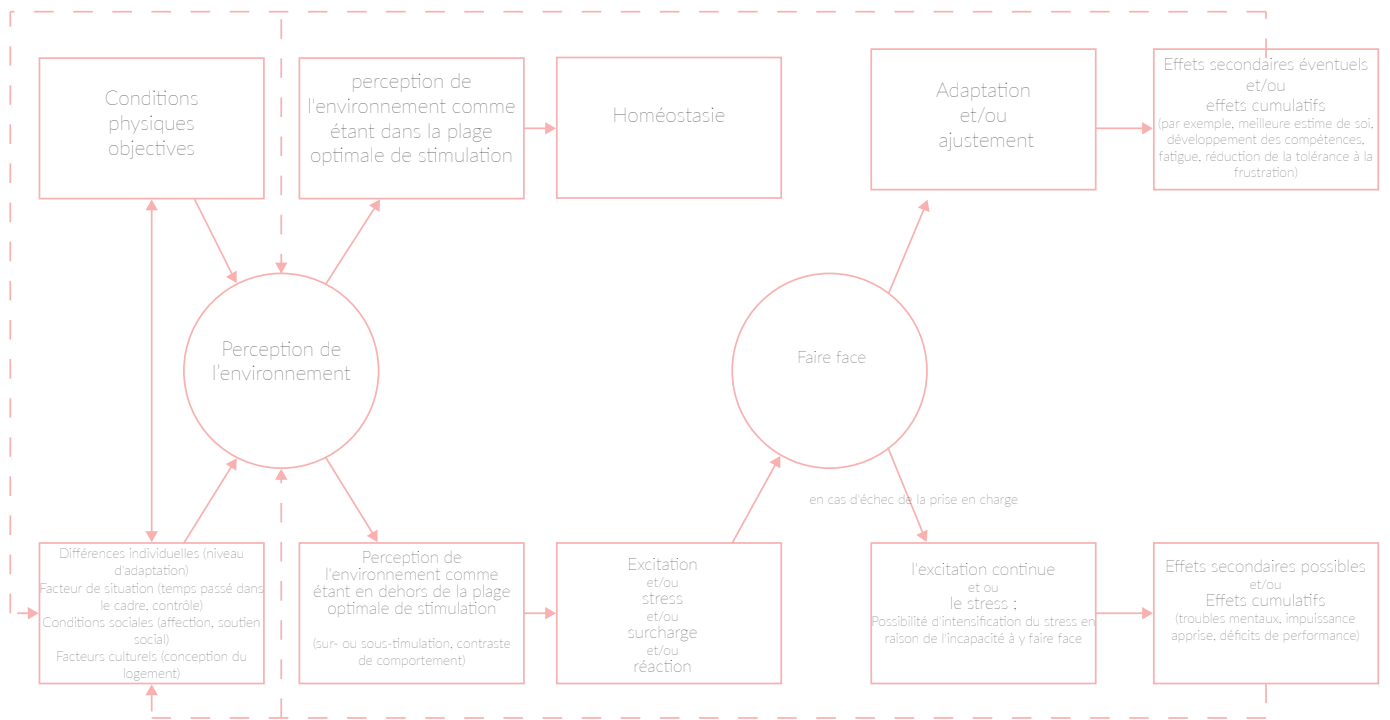 Conditions
physiques
objectives
perception de
l'environnement comme
étant dans la plage
optimale de stimulation
Homéostasie
Adaptation
et/ou
ajustement
Effets secondaires éventuels
et/ou
effets cumulatifs
(par exemple, meilleure estime de soi,
développement des compétences,
fatigue, réduction de la tolérance à la
frustration)
Perception de
l'environnement
Faire face
en cas d'échec de la prise en charge
Différences individuelles (niveau
d'adaptation)
Facteur de situation (temps passé dans
le cadre, contrôle)
Conditions sociales (affection, soutien
social)
Facteurs culturels (conception du
logement)
Perception de
l'environnement comme
étant en dehors de la plage
optimale de stimulation
(sur- ou sous-timulation, contraste
de comportement)
Excitation
et/ou
stress
et/ou
surcharge
et/ou
réaction
l'excitation continue
et ou
le stress ;
Possibilité d'intensification du stress en
raison de l'incapacité à y faire face
Effets secondaires possibles
et/ou
Effets cumulatifs
(troubles mentaux, impuissance
apprise, déficits de performance)